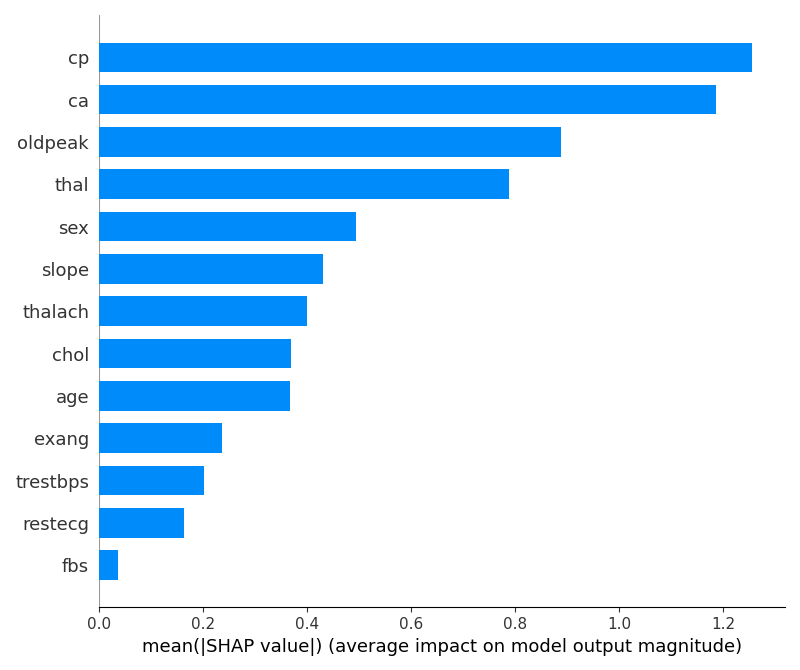 cp
ca
oldpeak
thal
sex
slope
thalach
chol
age
exang
trestbps
restecg
fbs
0.0 0.2 0.4 0.6 0.8 1.0 1.2
mean(|SHAP value|) (average impact on model output magnitude)